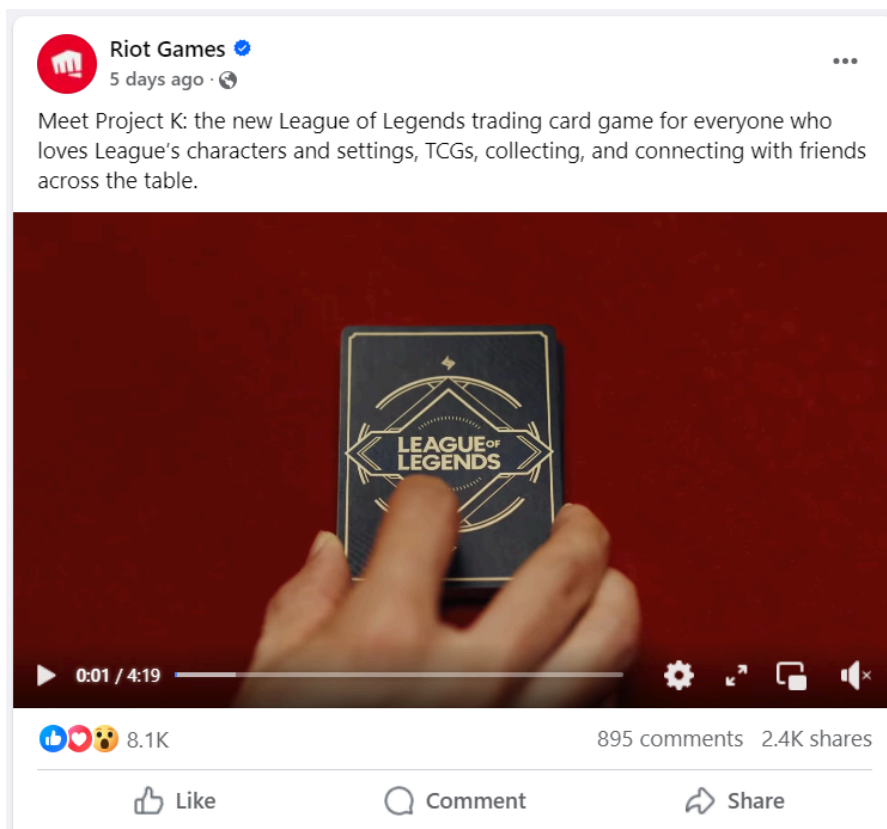 Riot Games
5 days ago ·
Meet Project K: the new League of Legends trading card game for everyone who
loves League's characters and settings, TCGs, collecting, and connecting with friends
across the table.
LEAGUE OF
LEGENDS
0:01 / 4:19
8.1K
895 comments 2.4K shares
Like Comment Share